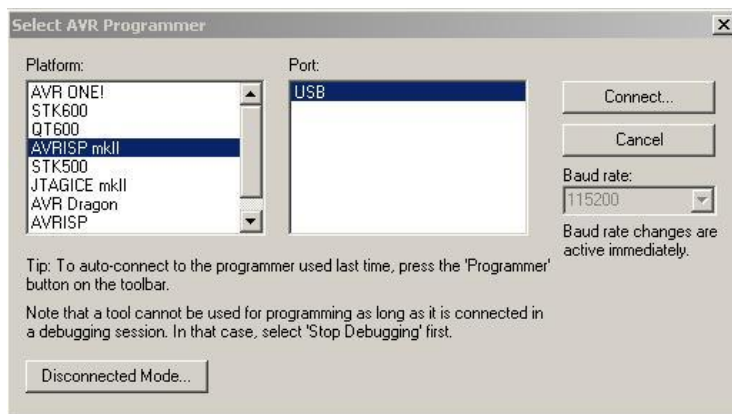 Select AVR Programmer
Platform:
AVR ONE!
STK600
QT600
AVRISP mkII
STK500
JTAGICE mkII
AVR Dragon
AVRISP
Port:
USB
Connect...
Cancel
Baud rate:
115200
Baud rate changes are
active immediately.
Tip: To auto-connect to the programmer used last time, press the 'Programmer'
button on the toolbar.
Note that a tool cannot be used for programming as long as it is connected in
a debugging session. In that case, select 'Stop Debugging' first.
Disconnected Mode...